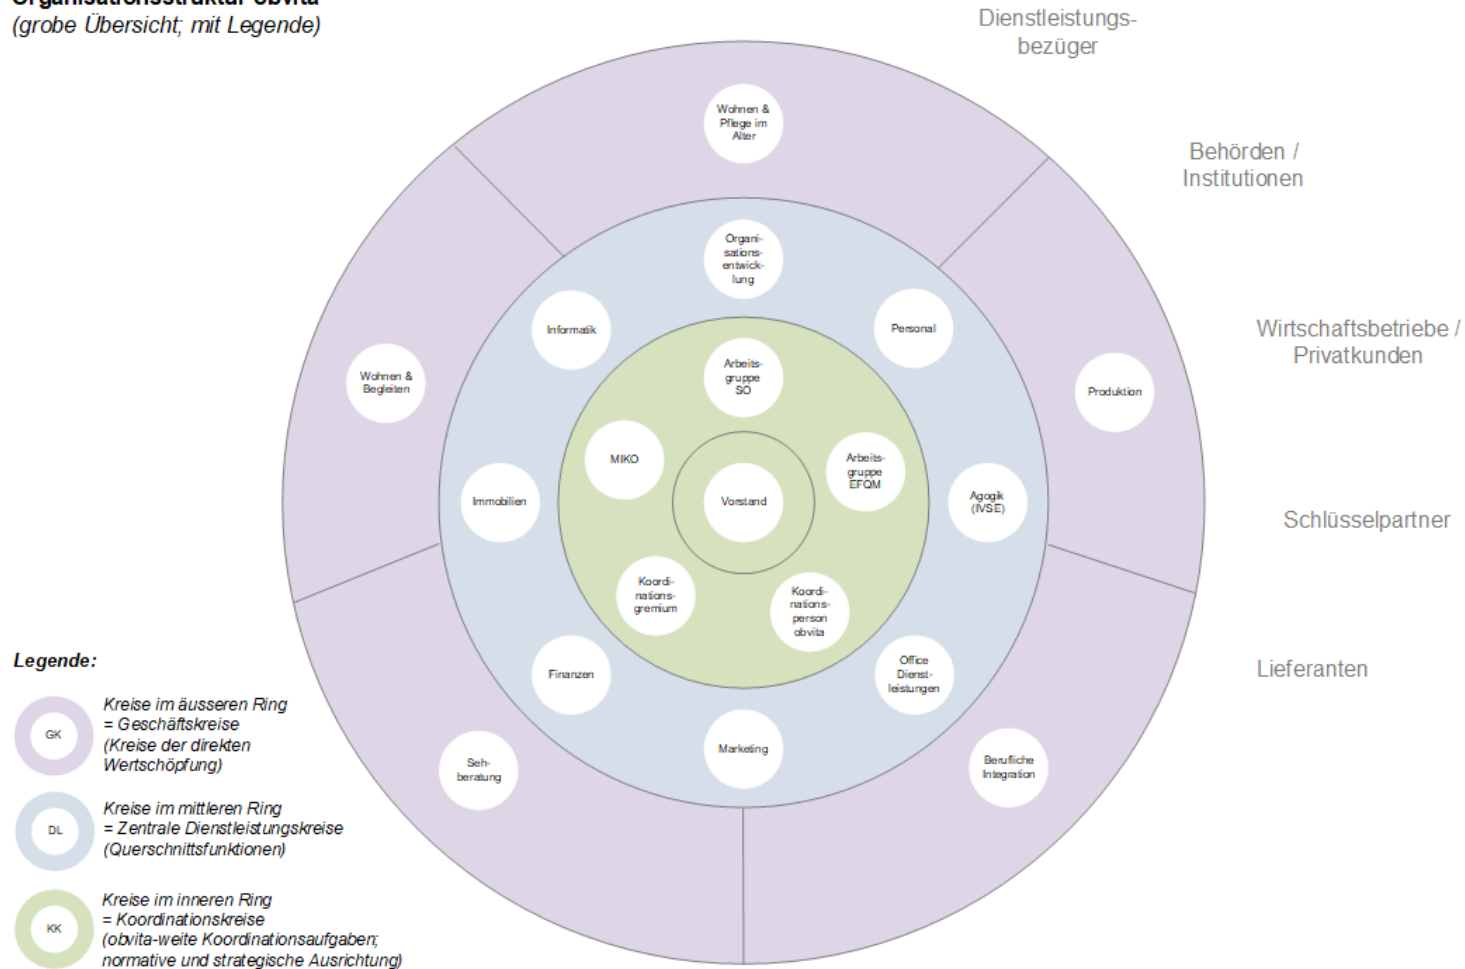 Organisationsstruktur obvita
(grobe Übersicht; mit Legende)
Dienstleistungs-
bezüger
Behörden /
Institutionen
Wirtschaftsbetriebe /
Privatkunden
Schlüsselpartner
Lieferanten
Wohnen &
Pflege im
Alter
Organi-
sations-
entwick-
lung
Informatik
Personal
Arbeits-
gruppe
SO
Wohnen &
Begleiten
Produktion
MIKO
Arbeits-
gruppe
EFQM
Immobilien
Vorstand
Agogik
(IVSE)
Koordi-
nations-
gremium
Koordi-
nations-
person
obvita
Finanzen
Office
Dienst-
leistungen
Marketing
Seh-
beratung
Berufliche
Integration
Legende:
GK
Kreise im äusseren Ring
= Geschäftskreise
(Kreise der direkten
Wertschöpfung)
DL
Kreise im mittleren Ring
= Zentrale Dienstleistungskreise
(Querschnittsfunktionen)
KK
Kreise im inneren Ring
= Koordinationskreise
(obvita-weite Koordinationsaufgaben;
normative und strategische Ausrichtung)